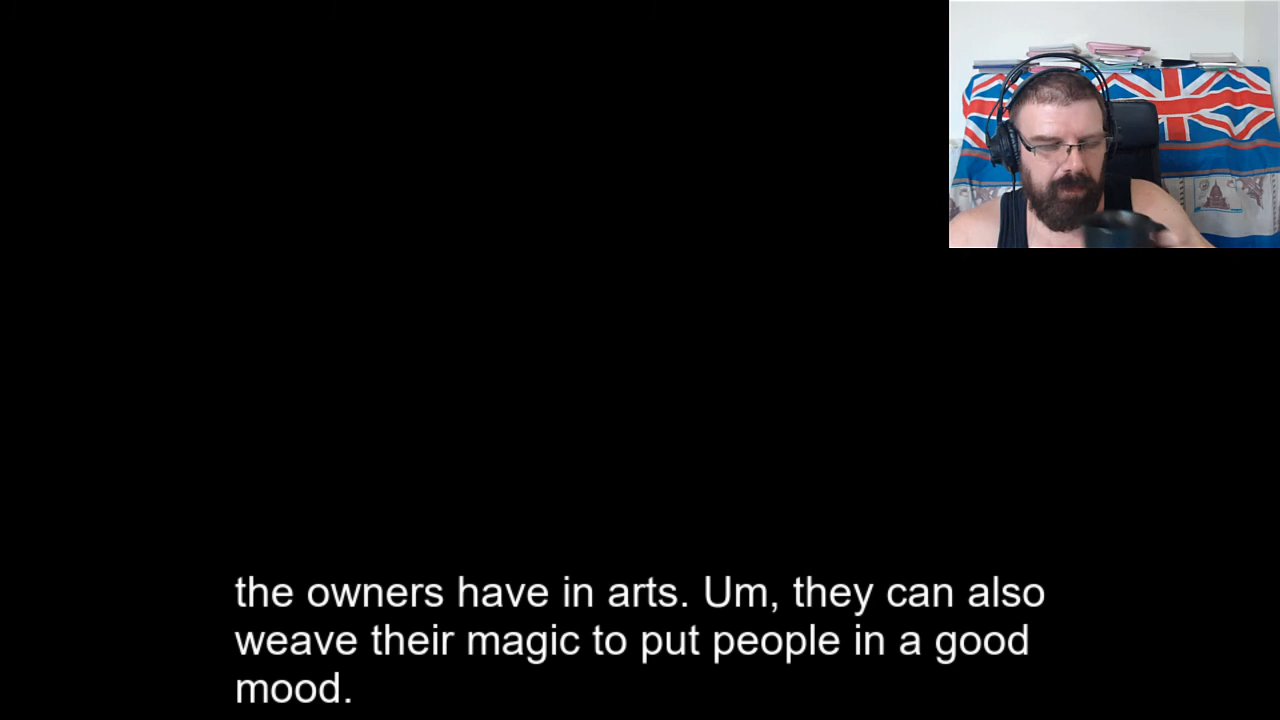 the owners have in arts. Um, they can also
weave their magic to put people in a good
mood.